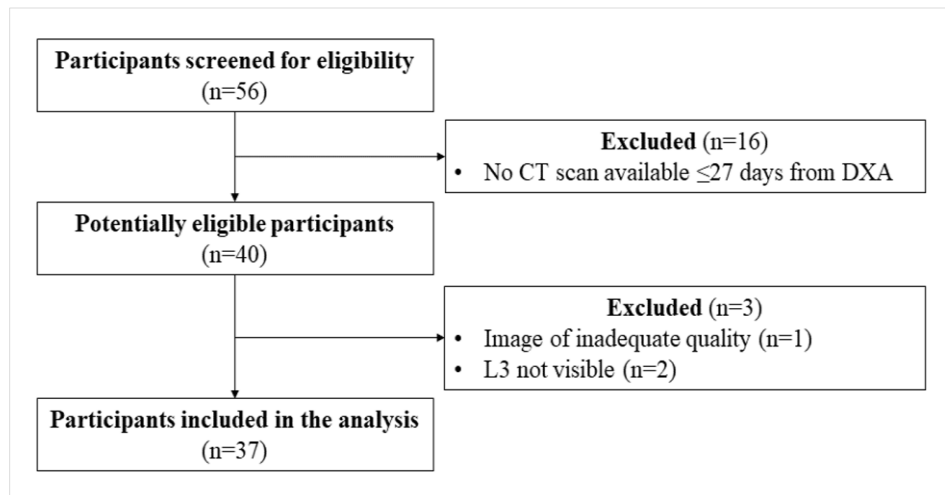 Participants screened for eligibility
(n=56)
Excluded (n=16)
• No CT scan available ≤27 days from DXA
Potentially eligible participants
(n=40)
Excluded (n=3)
• Image of inadequate quality (n=1)
• L3 not visible (n=2)
Participants included in the analysis
(n=37)